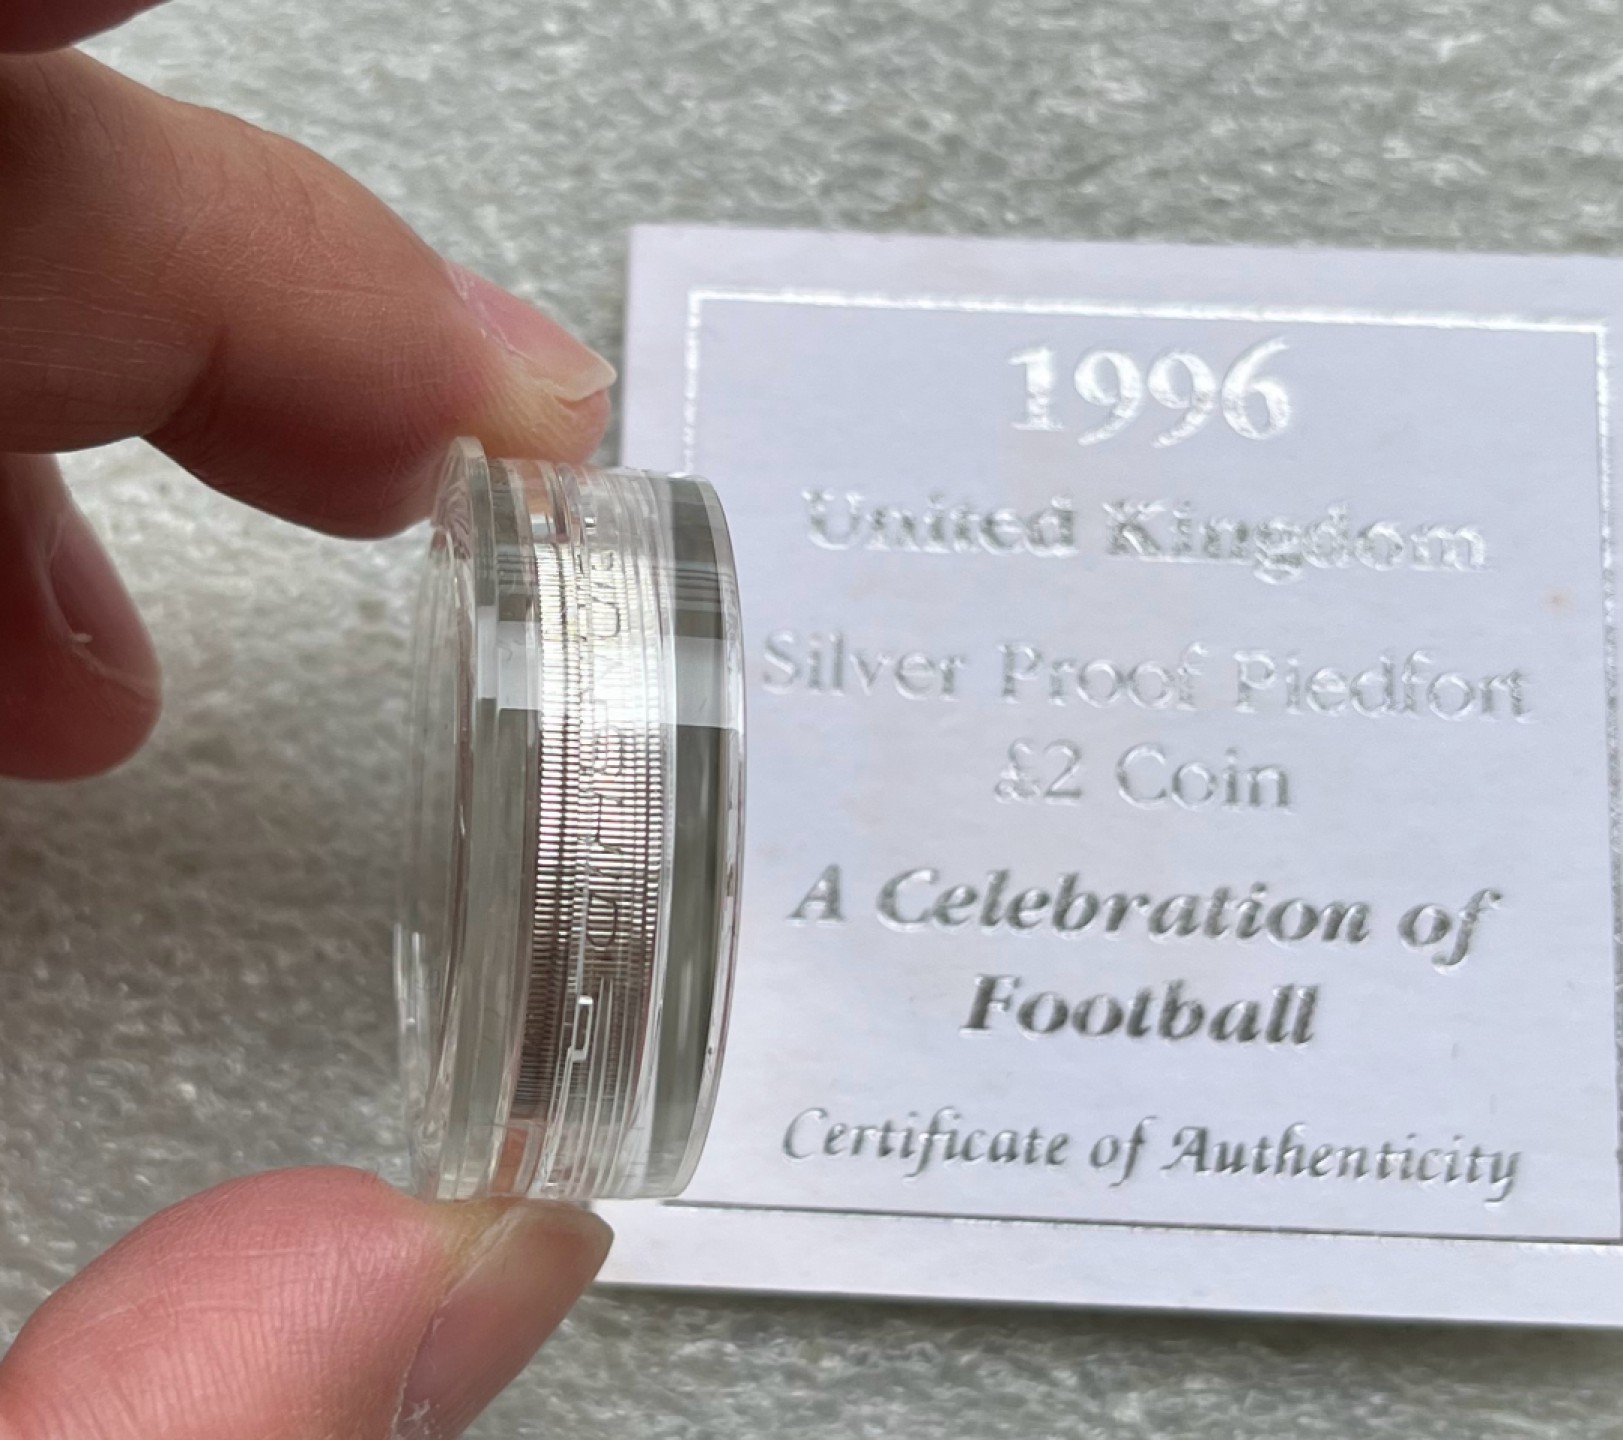 1996
United Kingdom
Silver Proof Piedfort
£2 Coin
A Celebration of
Football
Certificate of Authenticity